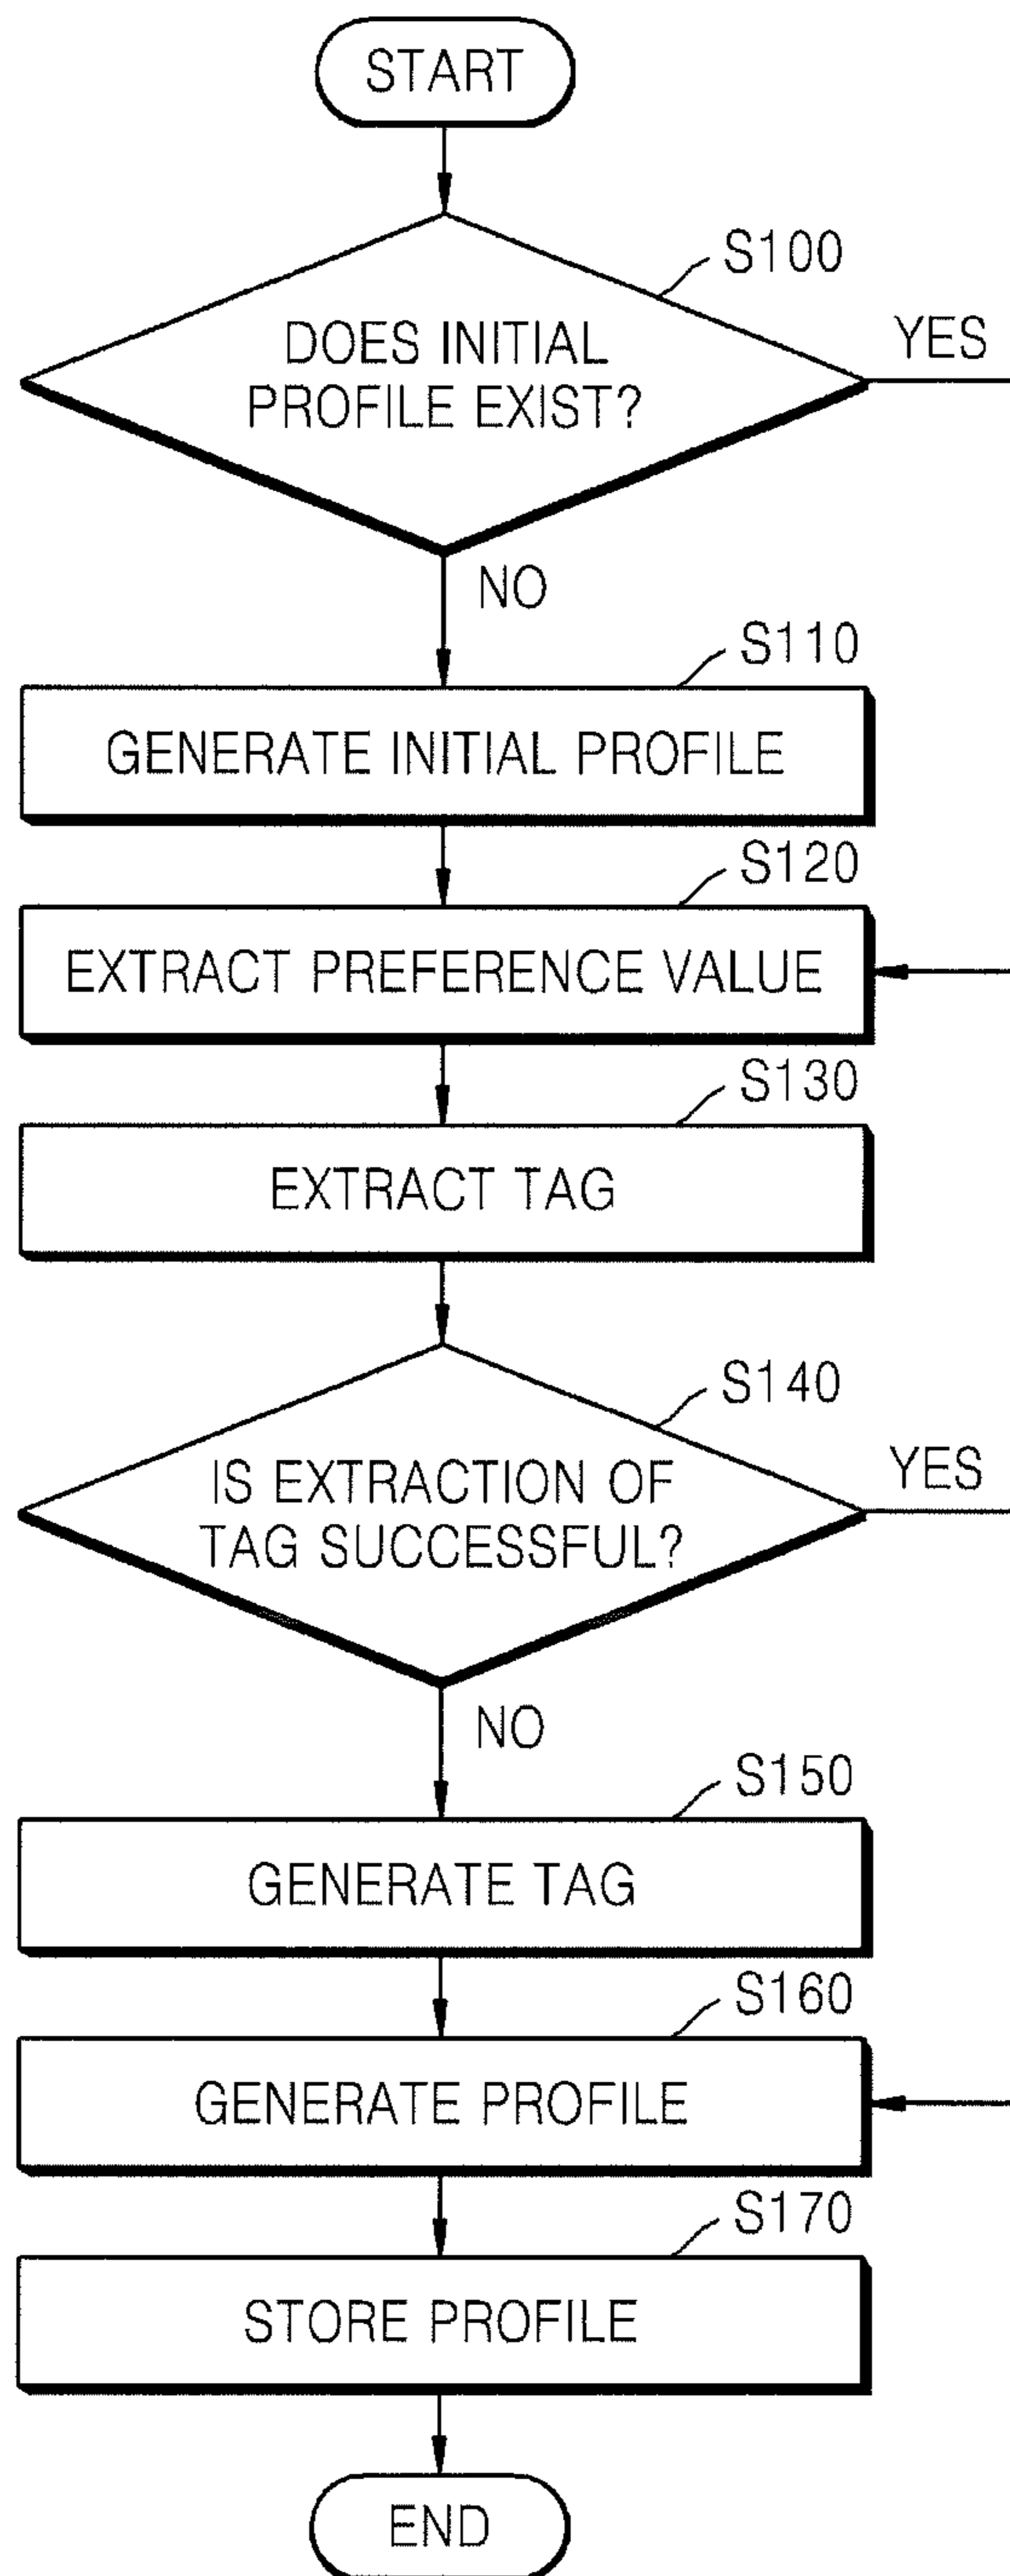 START
S100
DOES INITIAL
PROFILE EXIST?
YES
NO
S110
GENERATE INITIAL PROFILE
S120
EXTRACT PREFERENCE VALUE
S130
EXTRACT TAG
S140
IS EXTRACTION OF
TAG SUCCESSFUL?
YES
NO
S150
GENERATE TAG
S160
GENERATE PROFILE
S170
STORE PROFILE
END